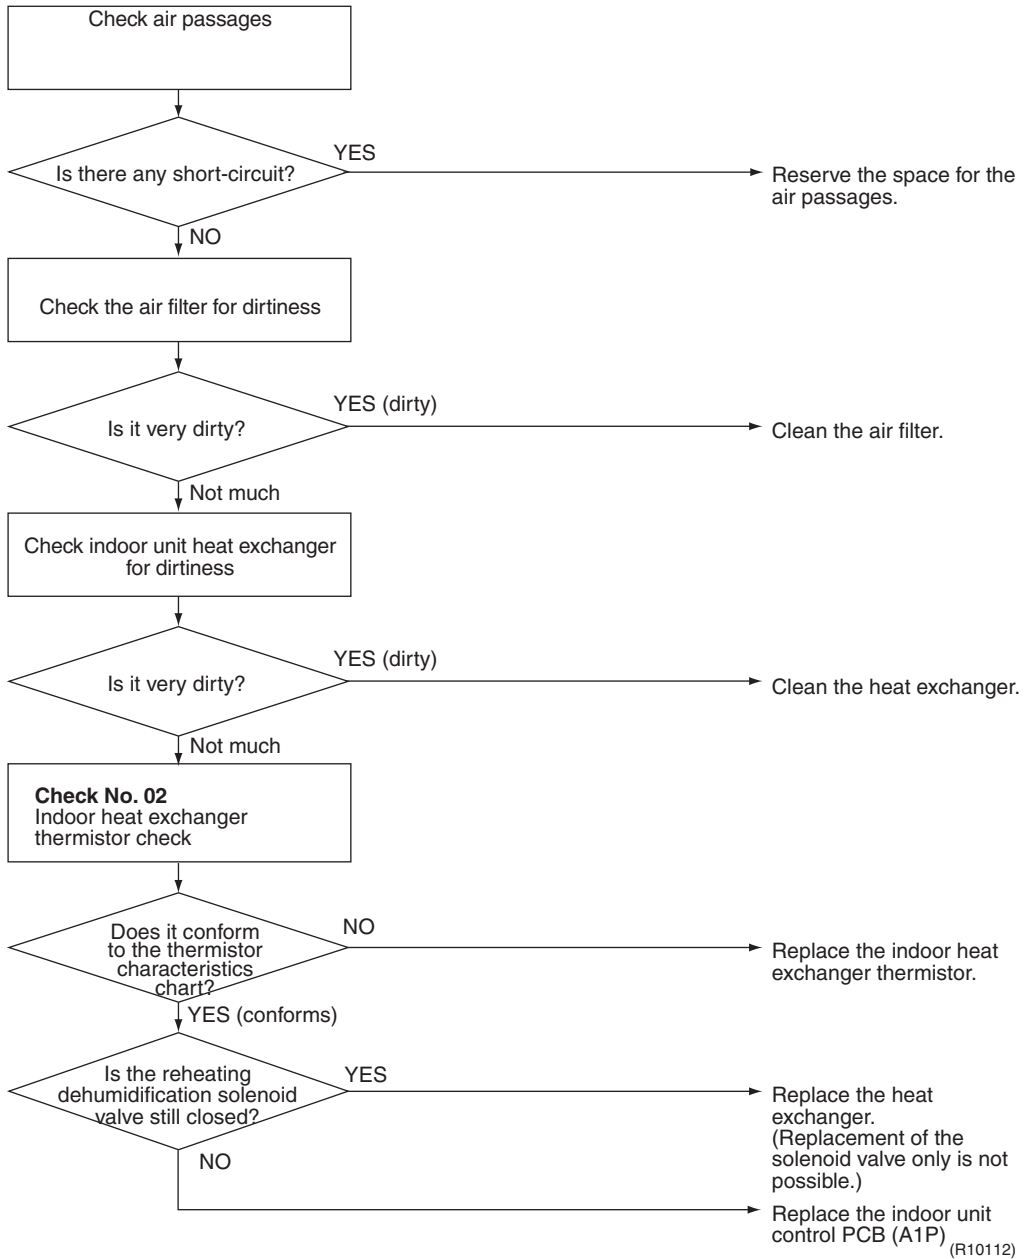 Check air passages
Is there any short-circuit?
YES
Reserve the space for the
air passages.
NO
Check the air filter for dirtiness
Is it very dirty?
YES (dirty)
Clean the air filter.
Not much
Check indoor unit heat exchanger
for dirtiness
Is it very dirty?
YES (dirty)
Clean the heat exchanger.
Not much
Check No. 02
Indoor heat exchanger
thermistor check
Does it conform
to the thermistor
characteristics
chart?
NO
Replace the indoor heat
exchanger thermistor.
YES (conforms)
Is the reheating
dehumidification solenoid
valve still closed?
YES
Replace the heat
exchanger.
(Replacement of the
solenoid valve only is not
possible.)
NO
Replace the indoor unit
control PCB (A1P)
(R10112)